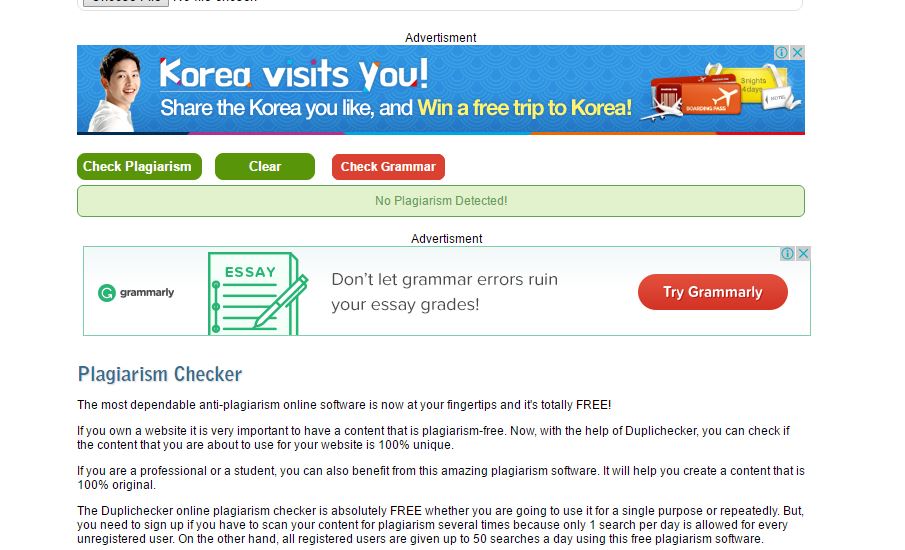 Choose File No file chosen
Advertisment
Korea visits you!
Share the Korea you like, and Win a free trip to Korea!
3nights
4days
BOARDING PASS
HOTEL
Check Plagiarism Clear Check Grammar
No Plagiarism Detected!
Advertisment
grammarly
ESSAY
Don't let grammar errors ruin
your essay grades!
Try Grammarly
Plagiarism Checker
The most dependable anti-plagiarism online software is now at your fingertips and it's totally FREE!
If you own a website it is very important to have a content that is plagiarism-free. Now, with the help of Duplichecker, you can check if
the content that you are about to use for your website is 100% unique.
If you are a professional or a student, you can also benefit from this amazing plagiarism software. It will help you create a content that is
100% original.
The Duplichecker online plagiarism checker is absolutely FREE whether you are going to use it for a single purpose or repeatedly. But,
you need to sign up if you have to scan your content for plagiarism several times because only 1 search per day is allowed for every
unregistered user. On the other hand, all registered users are given up to 50 searches a day using this free plagiarism software.